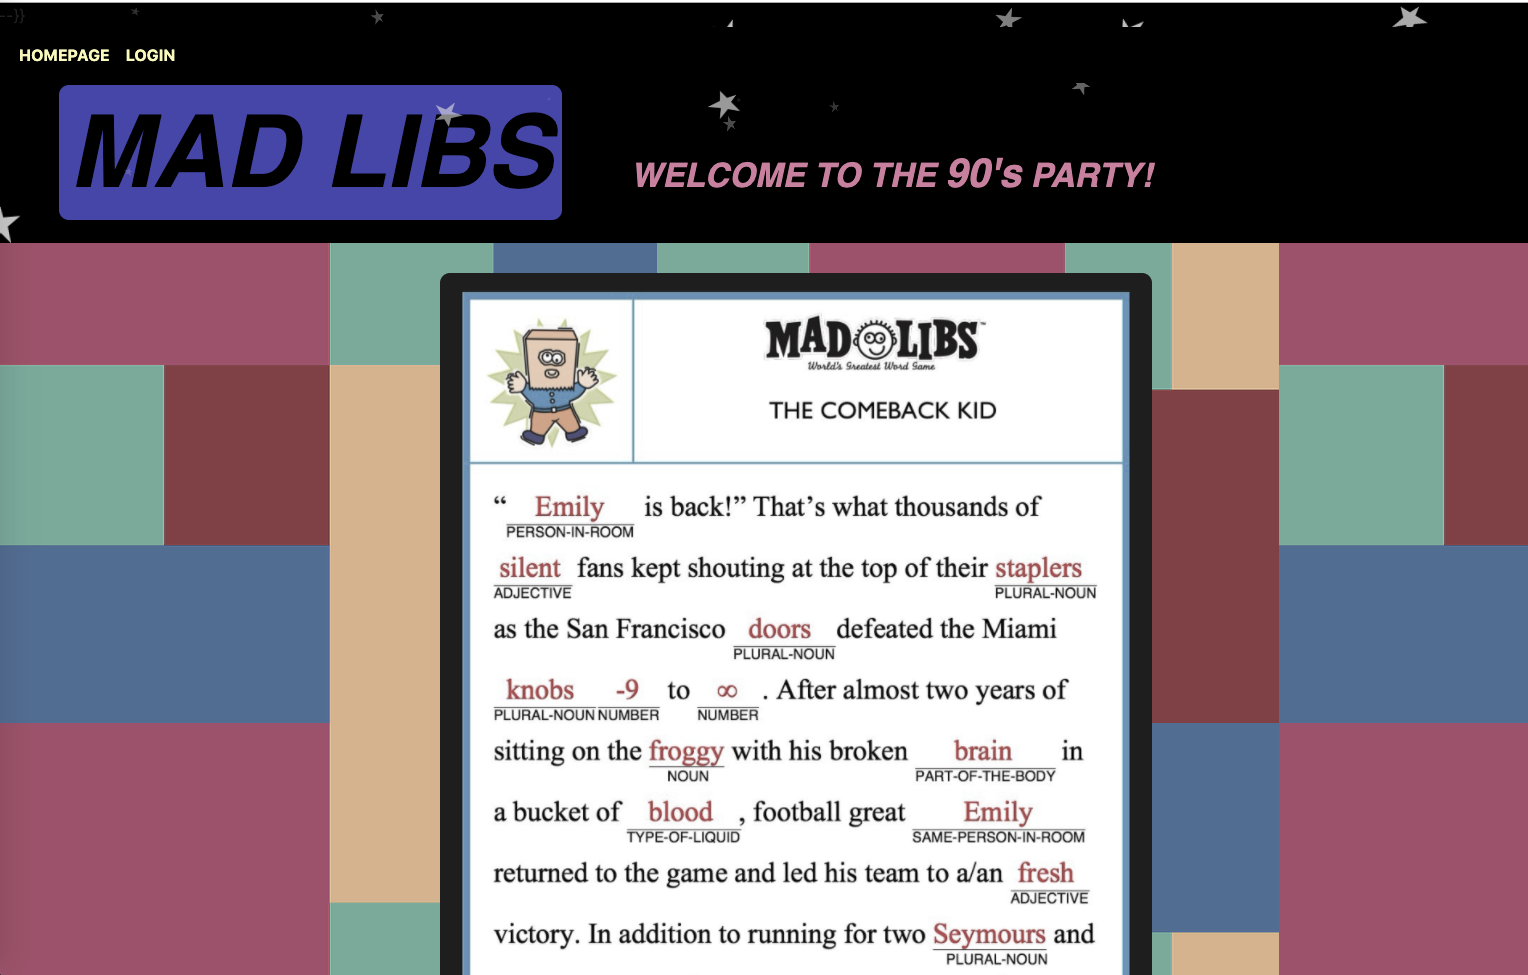 --}}
HOMEPAGE LOGIN
MAD LIBS
WELCOME TO THE 90's PARTY!
MAD LIBS™
World's Greatest Word Game
THE COMEBACK KID
“ Emily is back!” That’s what thousands of
PERSON-IN-ROOM
silent fans kept shouting at the top of their staplers
ADJECTIVE PLURAL-NOUN
as the San Francisco doors defeated the Miami
PLURAL-NOUN
knobs -9 to ∞ . After almost two years of
PLURAL-NOUN NUMBER NUMBER
sitting on the froggy with his broken brain in
NOUN PART-OF-THE-BODY
a bucket of blood , football great Emily
TYPE-OF-LIQUID SAME-PERSON-IN-ROOM
returned to the game and led his team to a/an fresh
ADJECTIVE
victory. In addition to running for two Seymours and
PLURAL-NOUN